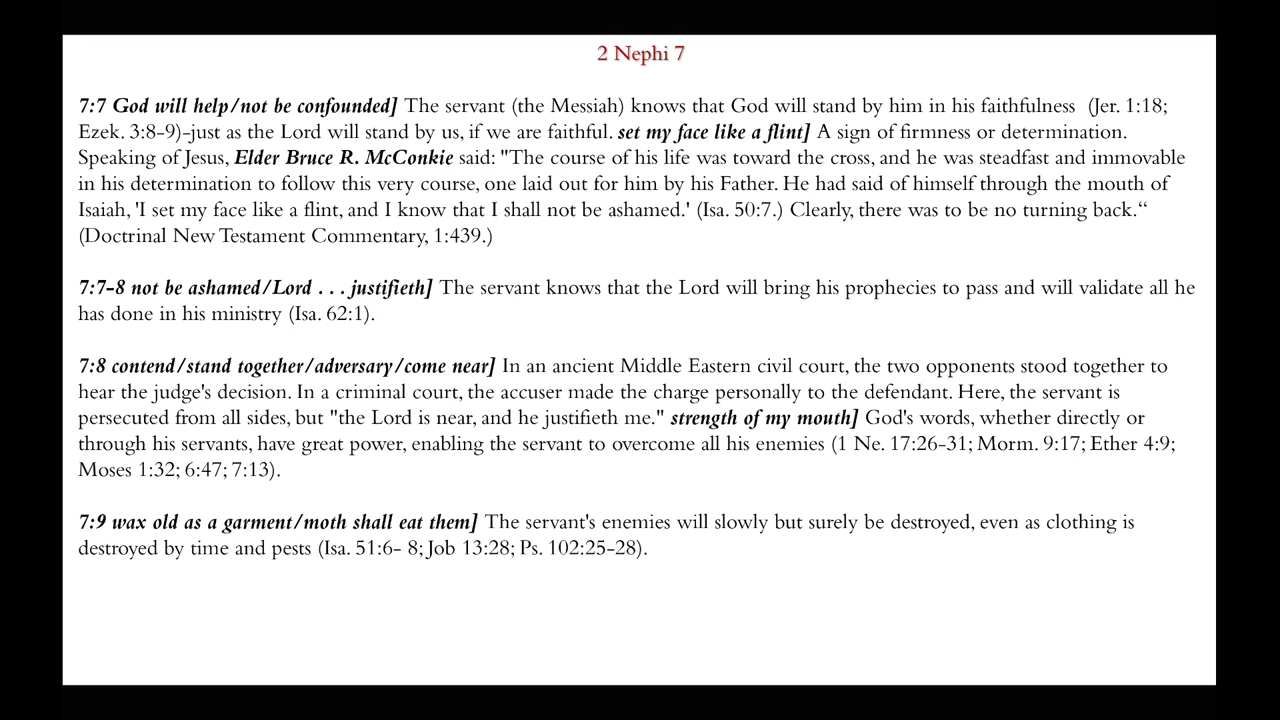 2 Nephi 7
7:7 God will help/not be confounded] The servant (the Messiah) knows that God will stand by him in his faithfulness  (Jer. 1:18;
Ezek. 3:8-9)-just as the Lord will stand by us, if we are faithful. set my face like a flint] A sign of firmness or determination.
Speaking of Jesus, Elder Bruce R. McConkie said: "The course of his life was toward the cross, and he was steadfast and immovable
in his determination to follow this very course, one laid out for him by his Father. He had said of himself through the mouth of
Isaiah, 'I set my face like a flint, and I know that I shall not be ashamed.' (Isa. 50:7.) Clearly, there was to be no turning back.“
(Doctrinal New Testament Commentary, 1:439.)
7:7-8 not be ashamed/Lord . . . justifieth] The servant knows that the Lord will bring his prophecies to pass and will validate all he
has done in his ministry (Isa. 62:1).
7:8 contend/stand together/adversary/come near] In an ancient Middle Eastern civil court, the two opponents stood together to
hear the judge's decision. In a criminal court, the accuser made the charge personally to the defendant. Here, the servant is
persecuted from all sides, but "the Lord is near, and he justifieth me." strength of my mouth] God's words, whether directly or
through his servants, have great power, enabling the servant to overcome all his enemies (1 Ne. 17:26-31; Morm. 9:17; Ether 4:9;
Moses 1:32; 6:47; 7:13).
7:9 wax old as a garment/moth shall eat them] The servant's enemies will slowly but surely be destroyed, even as clothing is
destroyed by time and pests (Isa. 51:6- 8; Job 13:28; Ps. 102:25-28).